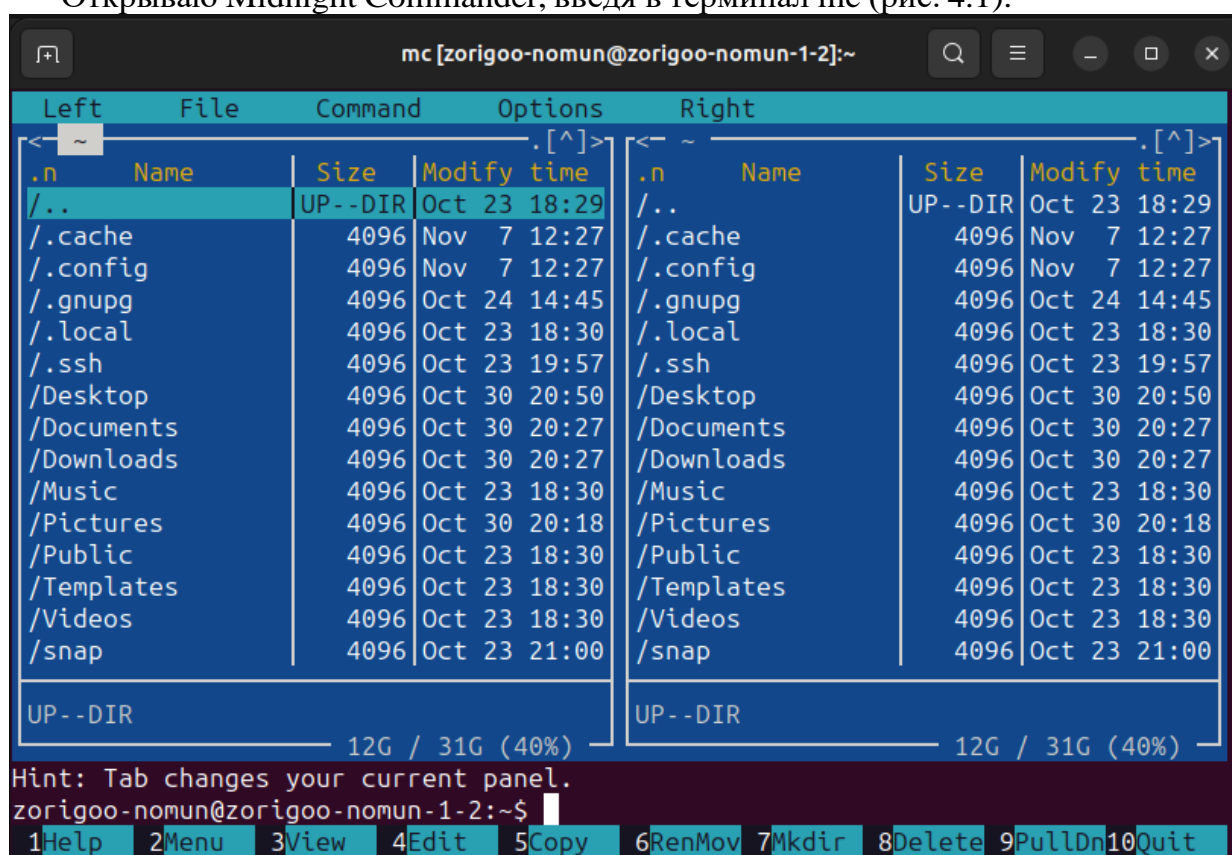 Открываю Midnight Commander, введя в терминал mc (рис. 4.1).
mc [zorigoo-nomun@zorigoo-nomun-1-2]:~
Left File Command Options Right
<- ~ .[^]> <- ~ .[^]>
.n Name Size Modify time .n Name Size Modify time
/.. UP--DIR Oct 23 18:29 /.. UP--DIR Oct 23 18:29
/.cache 4096 Nov 7 12:27 /.cache 4096 Nov 7 12:27
/.config 4096 Nov 7 12:27 /.config 4096 Nov 7 12:27
/.gnupg 4096 Oct 24 14:45 /.gnupg 4096 Oct 24 14:45
/.local 4096 Oct 23 18:30 /.local 4096 Oct 23 18:30
/.ssh 4096 Oct 23 19:57 /.ssh 4096 Oct 23 19:57
/Desktop 4096 Oct 30 20:50 /Desktop 4096 Oct 30 20:50
/Documents 4096 Oct 30 20:27 /Documents 4096 Oct 30 20:27
/Downloads 4096 Oct 30 20:27 /Downloads 4096 Oct 30 20:27
/Music 4096 Oct 23 18:30 /Music 4096 Oct 23 18:30
/Pictures 4096 Oct 30 20:18 /Pictures 4096 Oct 30 20:18
/Public 4096 Oct 23 18:30 /Public 4096 Oct 23 18:30
/Templates 4096 Oct 23 18:30 /Templates 4096 Oct 23 18:30
/Videos 4096 Oct 23 18:30 /Videos 4096 Oct 23 18:30
/snap 4096 Oct 23 21:00 /snap 4096 Oct 23 21:00
UP--DIR UP--DIR
12G / 31G (40%) 12G / 31G (40%)
Hint: Tab changes your current panel.
zorigoo-nomun@zorigoo-nomun-1-2:~$
1Help 2Menu 3View 4Edit 5Copy 6RenMov 7Mkdir 8Delete 9PullDn 10Quit